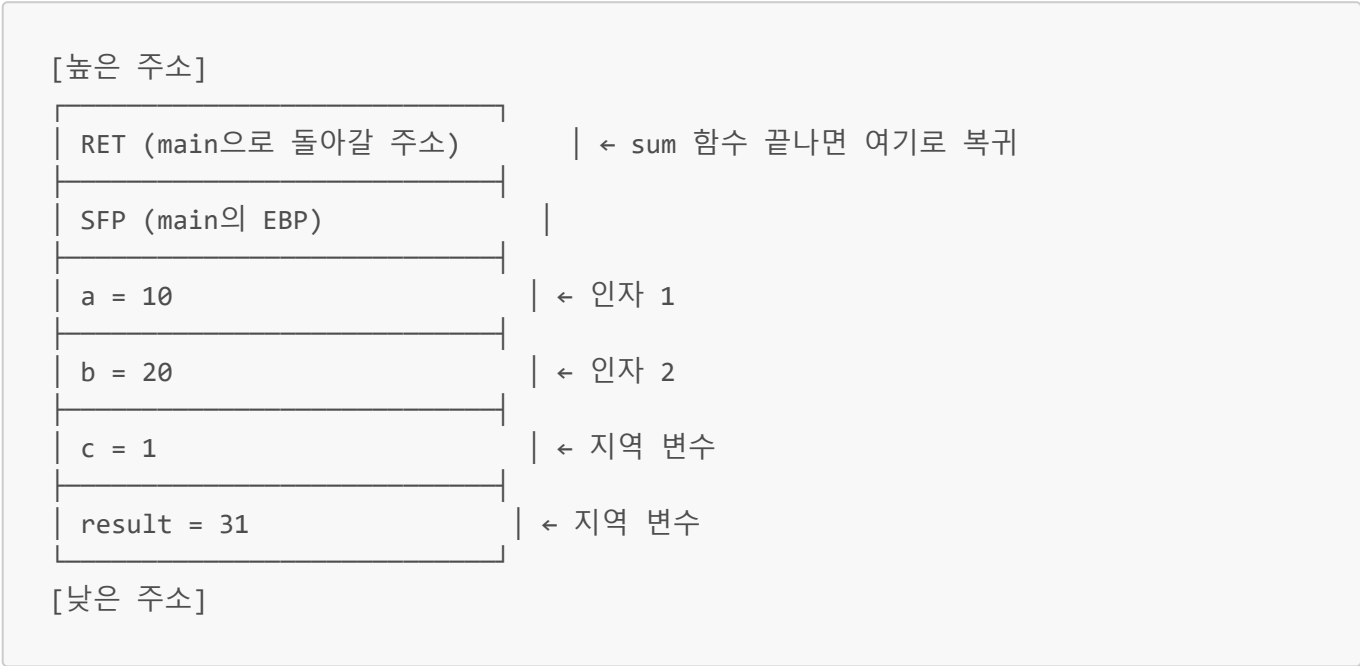 [높은 주소]
┌─────────────────────────────┐
│ RET (main으로 돌아갈 주소)       │ ← sum 함수 끝나면 여기로 복귀
├─────────────────────────────┤
│ SFP (main의 EBP)              │
├─────────────────────────────┤
│ a = 10                       │ ← 인자 1
├─────────────────────────────┤
│ b = 20                       │ ← 인자 2
├─────────────────────────────┤
│ c = 1                        │ ← 지역 변수
├─────────────────────────────┤
│ result = 31                 │ ← 지역 변수
└─────────────────────────────┘
[낮은 주소]